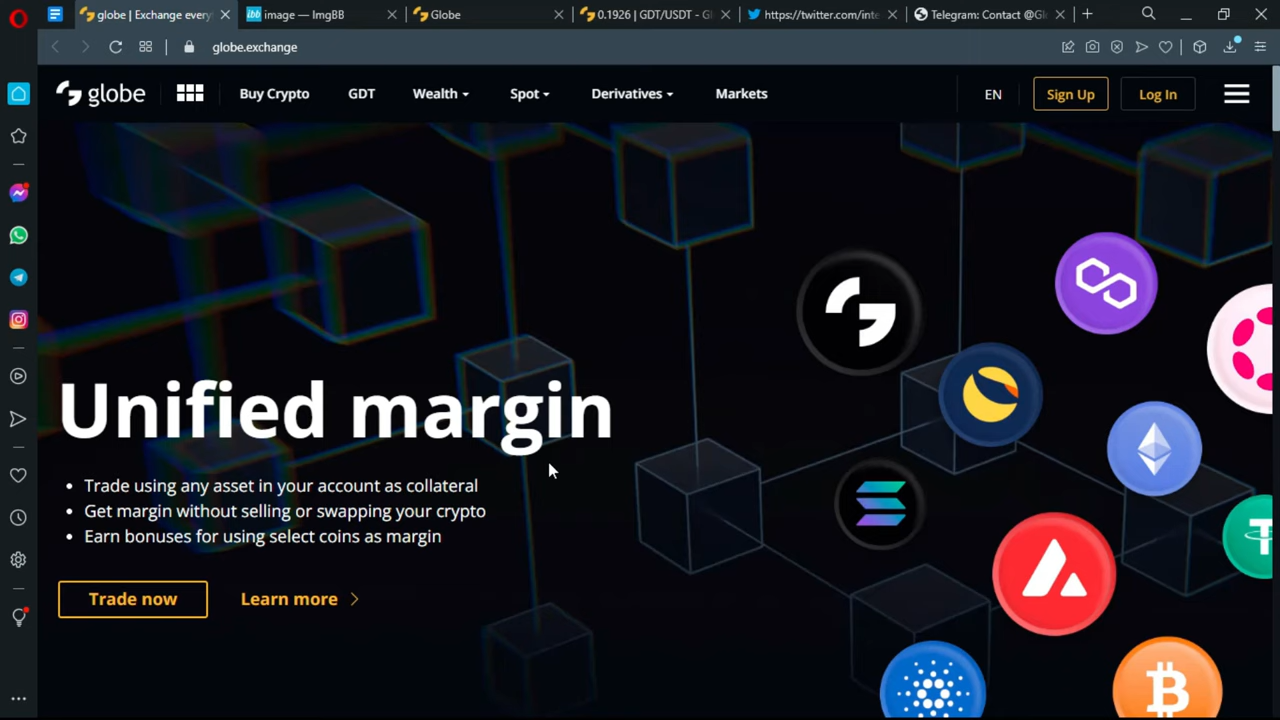 globe | Exchange every
image — ImgBB
Globe
0.1926 | GDT/USDT - Gl
https://twitter.com/inte
Telegram: Contact @Gl
globe.exchange
globe
Buy Crypto
GDT
Wealth
Spot
Derivatives
Markets
EN
Sign Up
Log In
Unified margin
• Trade using any asset in your account as collateral
• Get margin without selling or swapping your crypto
• Earn bonuses for using select coins as margin
Trade now
Learn more